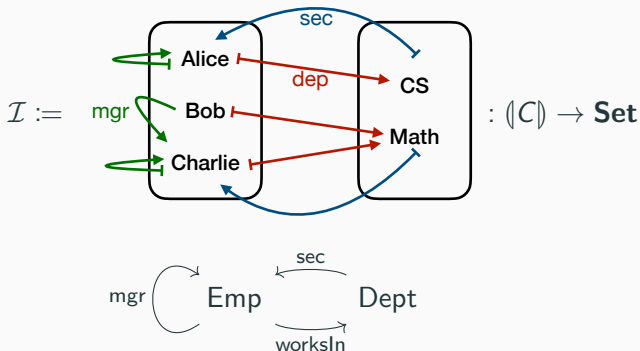 sec
Alice
dep
CS
ℐ := mgr Bob : ⦇C⦈ → Set
Math
Charlie
sec
mgr Emp Dept
worksIn